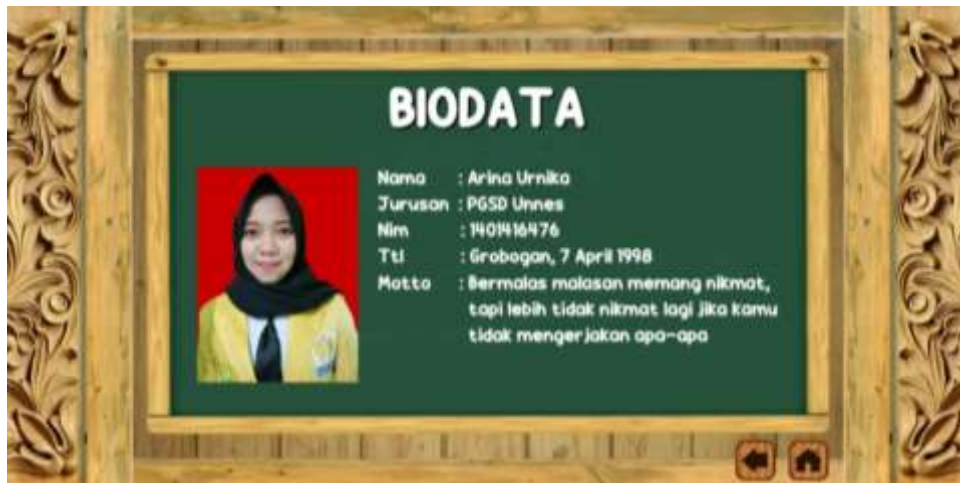 BIODATA
Nama : Arina Urnika
Jurusan : PGSD Unnes
Nim : 1401416476
Ttl : Grobogan, 7 April 1998
Motto : Bermalas malasan memang nikmat,
tapi lebih tidak nikmat lagi jika kamu
tidak mengerjakan apa-apa